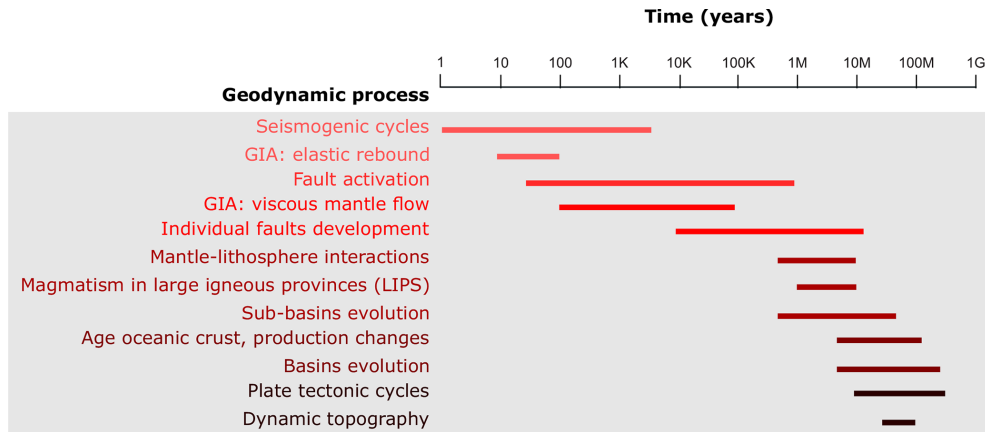 Time (years)
1 10 100 1K 10K 100K 1M 10M 100M 1G
Geodynamic process
Seismogenic cycles
GIA: elastic rebound
Fault activation
GIA: viscous mantle flow
Individual faults development
Mantle-lithosphere interactions
Magmatism in large igneous provinces (LIPS)
Sub-basins evolution
Age oceanic crust, production changes
Basins evolution
Plate tectonic cycles
Dynamic topography